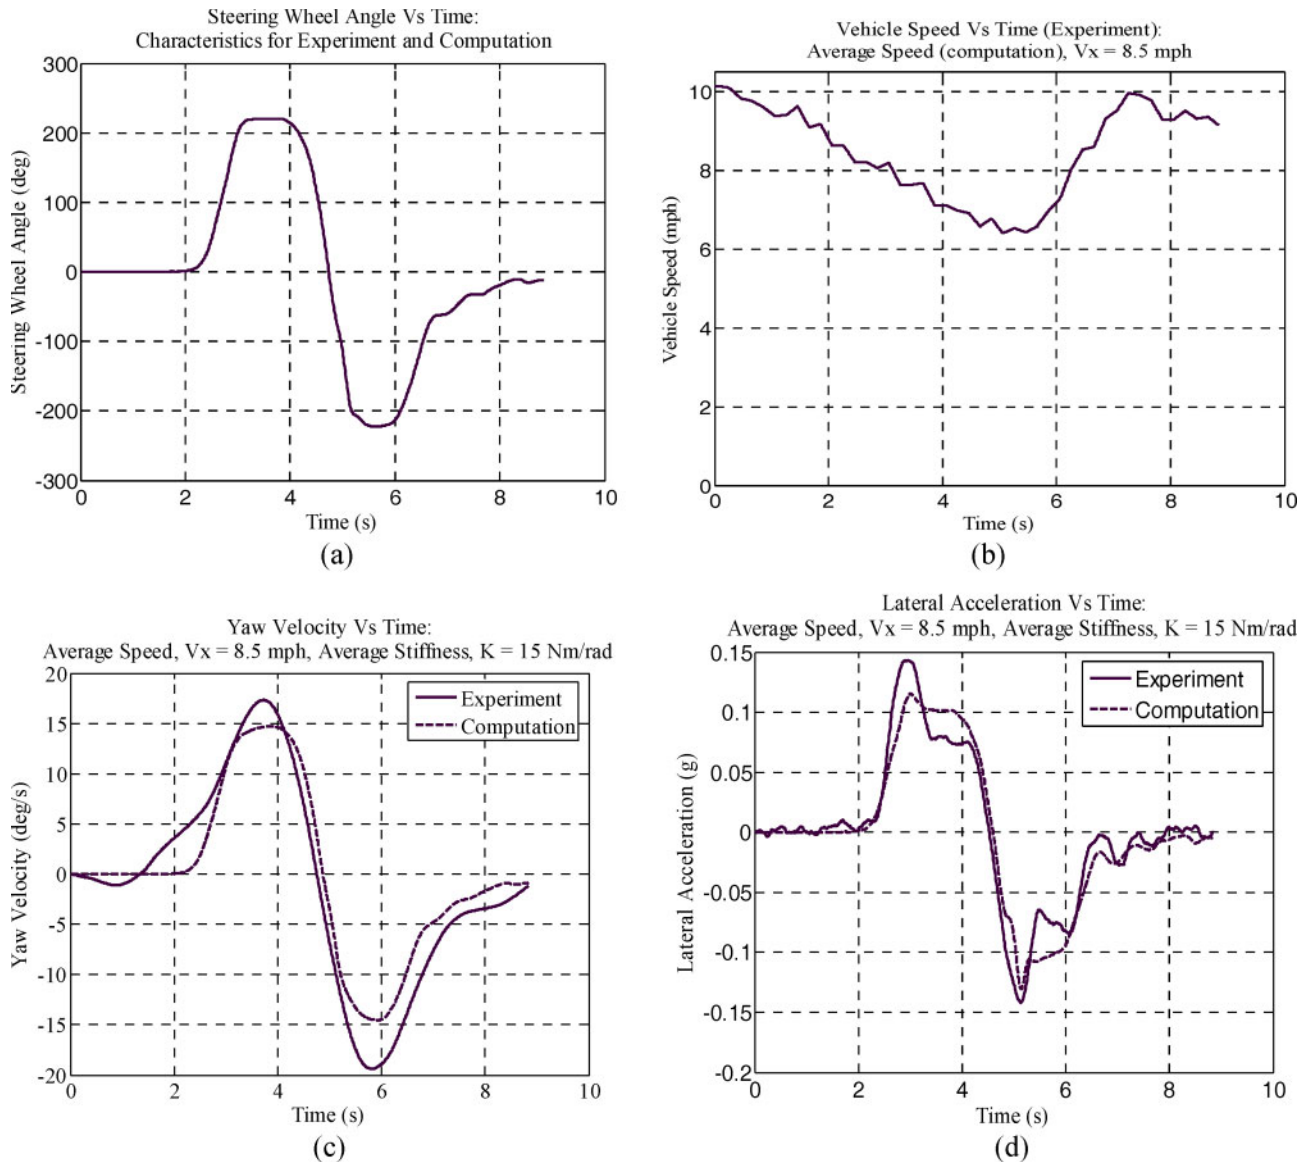 Steering Wheel Angle Vs Time:
Characteristics for Experiment and Computation
300
200
100
0
-100
-200
-300
Steering Wheel Angle (deg)
0 2 4 6 8 10
Time (s)
(a)
Vehicle Speed Vs Time (Experiment):
Average Speed (computation), Vx = 8.5 mph
10
8
6
4
2
0
Vehicle Speed (mph)
0 2 4 6 8 10
Time (s)
(b)
Yaw Velocity Vs Time:
Average Speed, Vx = 8.5 mph, Average Stiffness, K = 15 Nm/rad
20
15
10
5
0
-5
-10
-15
-20
Yaw Velocity (deg/s)
Experiment
Computation
0 2 4 6 8 10
Time (s)
(c)
Lateral Acceleration Vs Time:
Average Speed, Vx = 8.5 mph, Average Stiffness, K = 15 Nm/rad
0.15
0.1
0.05
0
-0.05
-0.1
-0.15
-0.2
Lateral Acceleration (g)
Experiment
Computation
0 2 4 6 8 10
Time (s)
(d)